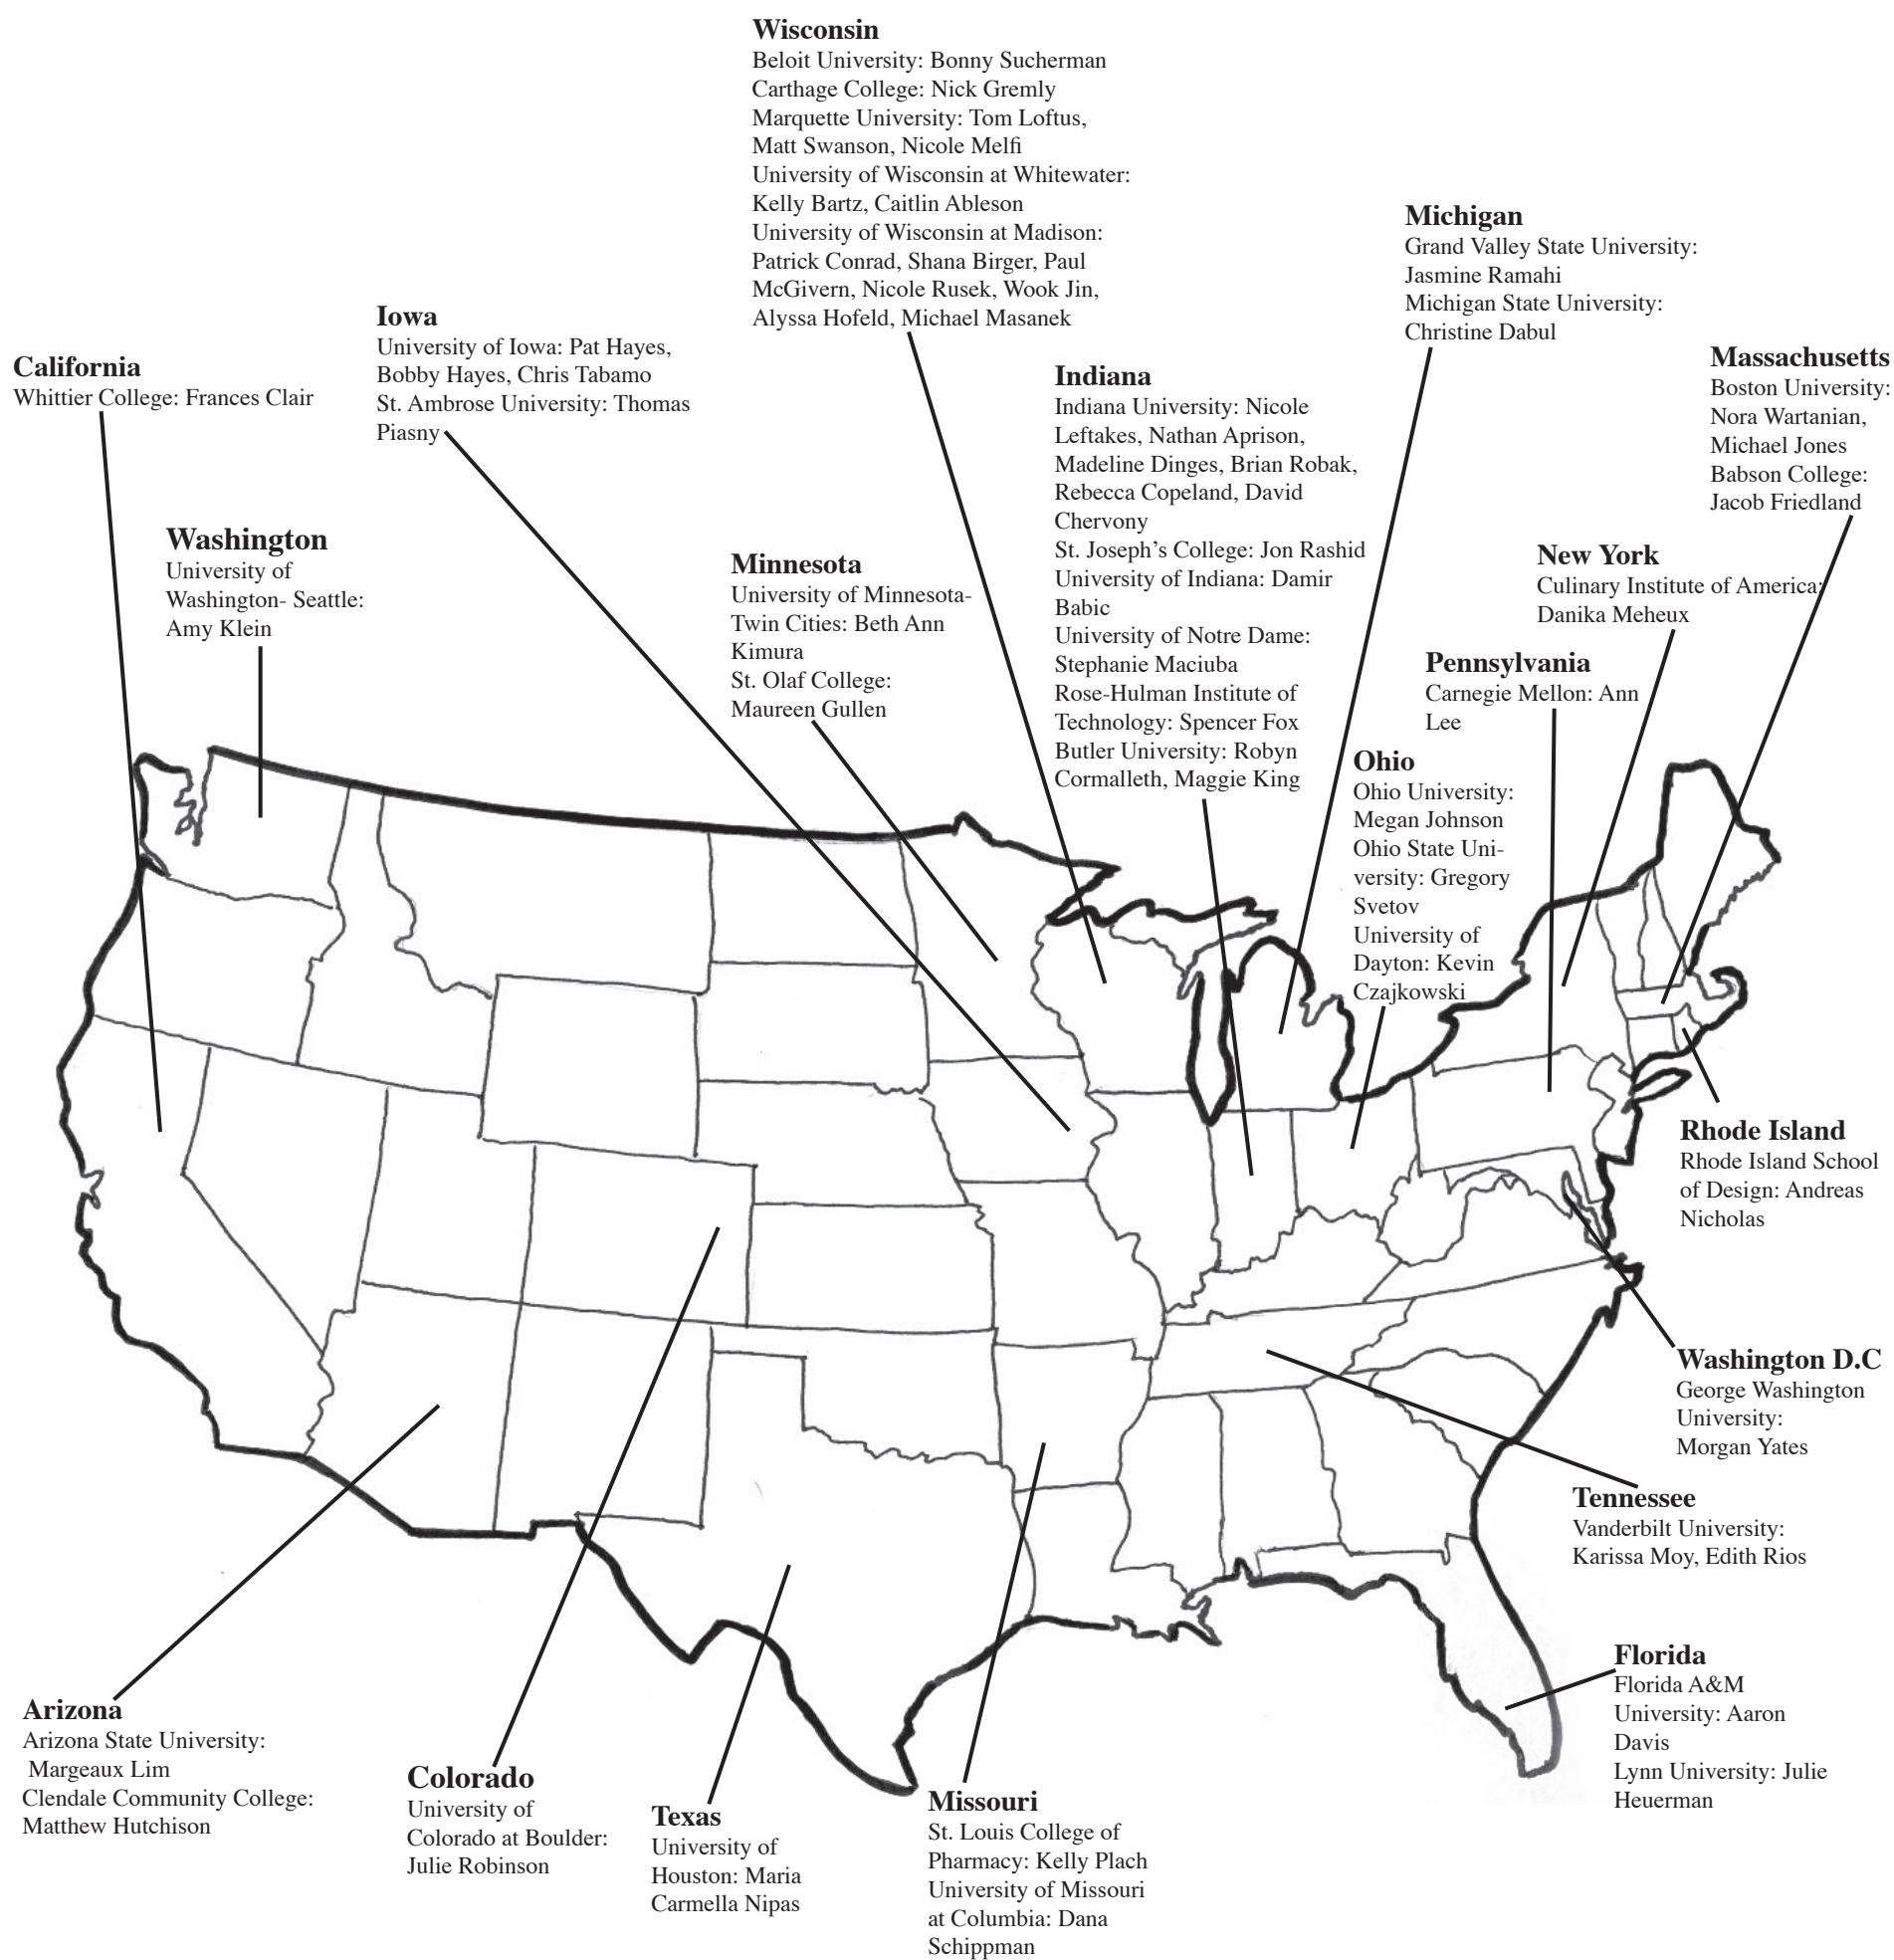 Wisconsin
Beloit University: Bonny Sucherman
Carthage College: Nick Gremly
Marquette University: Tom Loftus,
Matt Swanson, Nicole Melfi
University of Wisconsin at Whitewater:
Kelly Bartz, Caitlin Ableson
University of Wisconsin at Madison:
Patrick Conrad, Shana Birger, Paul
McGivern, Nicole Rusek, Wook Jin,
Alyssa Hofeld, Michael Masanek
Michigan
Grand Valley State University:
Jasmine Ramahi
Michigan State University:
Christine Dabul
Iowa
University of Iowa: Pat Hayes,
Bobby Hayes, Chris Tabamo
St. Ambrose University: Thomas
Piasny
California
Whittier College: Frances Clair
Indiana
Indiana University: Nicole
Leftakes, Nathan Aprison,
Madeline Dinges, Brian Robak,
Rebecca Copeland, David
Chervony
St. Joseph's College: Jon Rashid
University of Indiana: Damir
Babic
University of Notre Dame:
Stephanie Maciuba
Rose-Hulman Institute of
Technology: Spencer Fox
Butler University: Robyn
Cormalleth, Maggie King
Massachusetts
Boston University:
Nora Wartanian,
Michael Jones
Babson College:
Jacob Friedland
Washington
University of
Washington- Seattle:
Amy Klein
Minnesota
University of Minnesota-
Twin Cities: Beth Ann
Kimura
St. Olaf College:
Maureen Gullen
New York
Culinary Institute of America:
Danika Meheux
Pennsylvania
Carnegie Mellon: Ann
Lee
Ohio
Ohio University:
Megan Johnson
Ohio State Uni-
versity: Gregory
Svetov
University of
Dayton: Kevin
Czajkowski
Rhode Island
Rhode Island School
of Design: Andreas
Nicholas
Washington D.C
George Washington
University:
Morgan Yates
Tennessee
Vanderbilt University:
Karissa Moy, Edith Rios
Florida
Florida A&M
University: Aaron
Davis
Lynn University: Julie
Heuerman
Arizona
Arizona State University:
Margeaux Lim
Clendale Community College:
Matthew Hutchison
Colorado
University of
Colorado at Boulder:
Julie Robinson
Texas
University of
Houston: Maria
Carmella Nipas
Missouri
St. Louis College of
Pharmacy: Kelly Plach
University of Missouri
at Columbia: Dana
Schippman